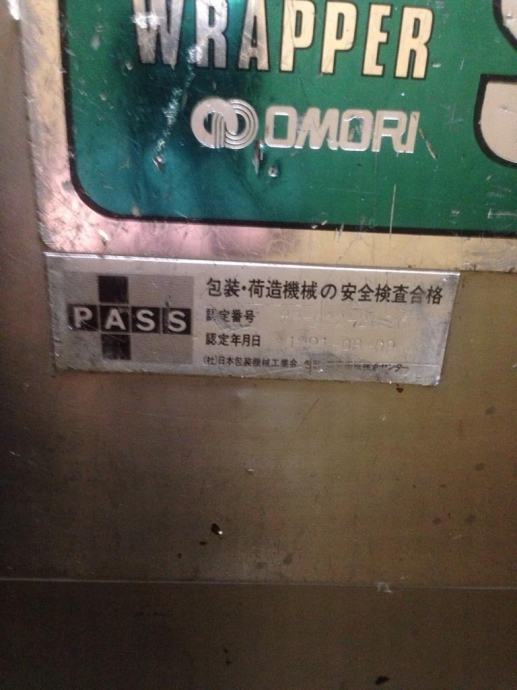 WRAPPER
OMORI
PASS
包装・荷造機械の安全検査合格
認定番号
認定年月日
(社)日本包装機械工業会